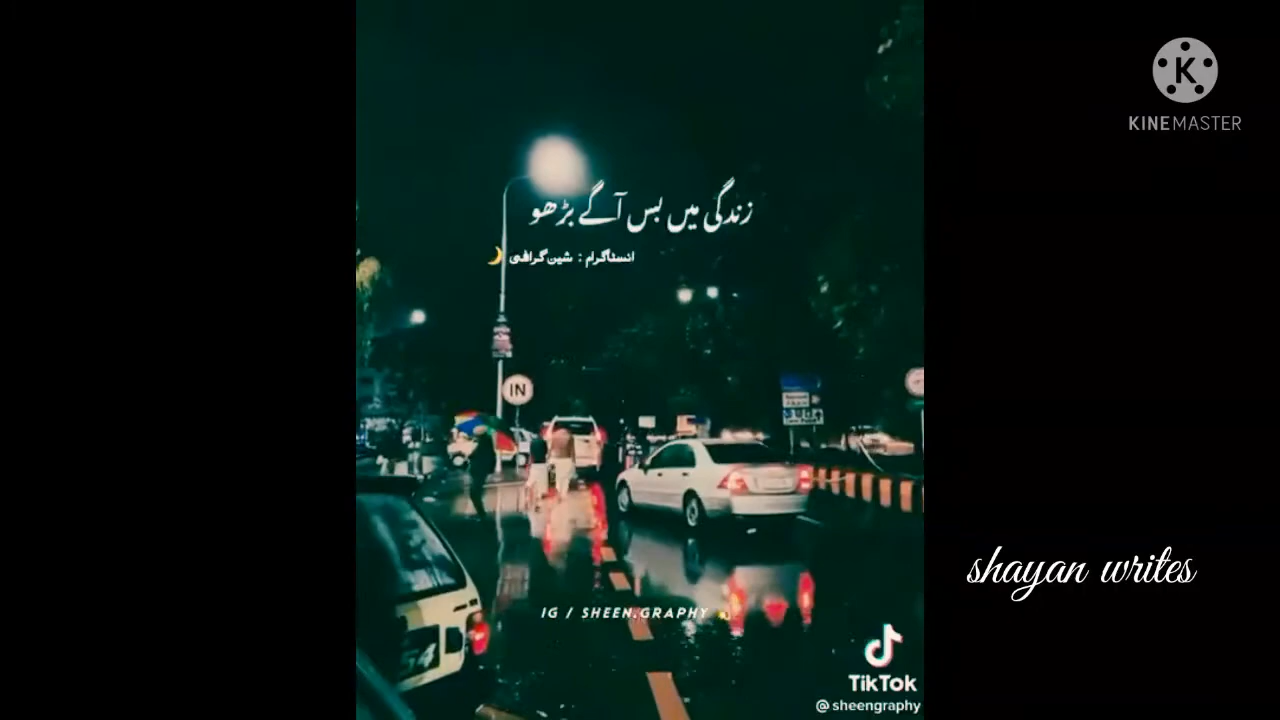 KINEMASTER
زندگی میں بس آگے بڑھو
انسٹاگرام : شین گرافی 🌙
IN
shayan writes
IG / SHEEN.GRAPHY
TikTok
@sheengraphy